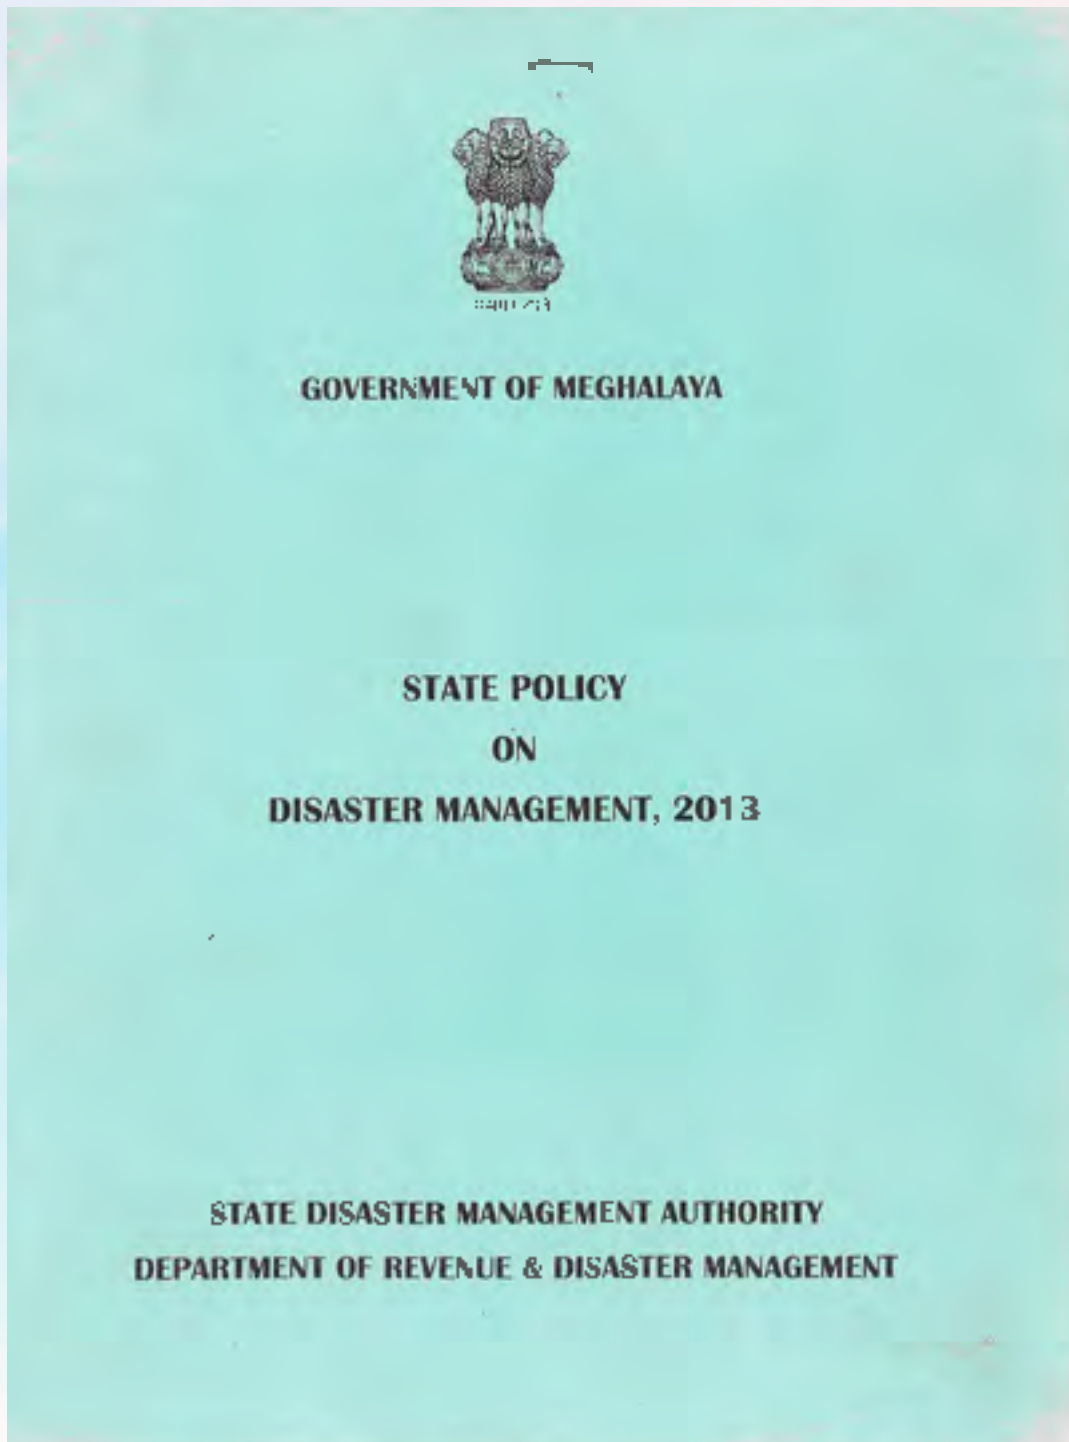 GOVERNMENT OF MEGHALAYA
STATE POLICY
ON
DISASTER MANAGEMENT, 2013
STATE DISASTER MANAGEMENT AUTHORITY
DEPARTMENT OF REVENUE & DISASTER MANAGEMENT